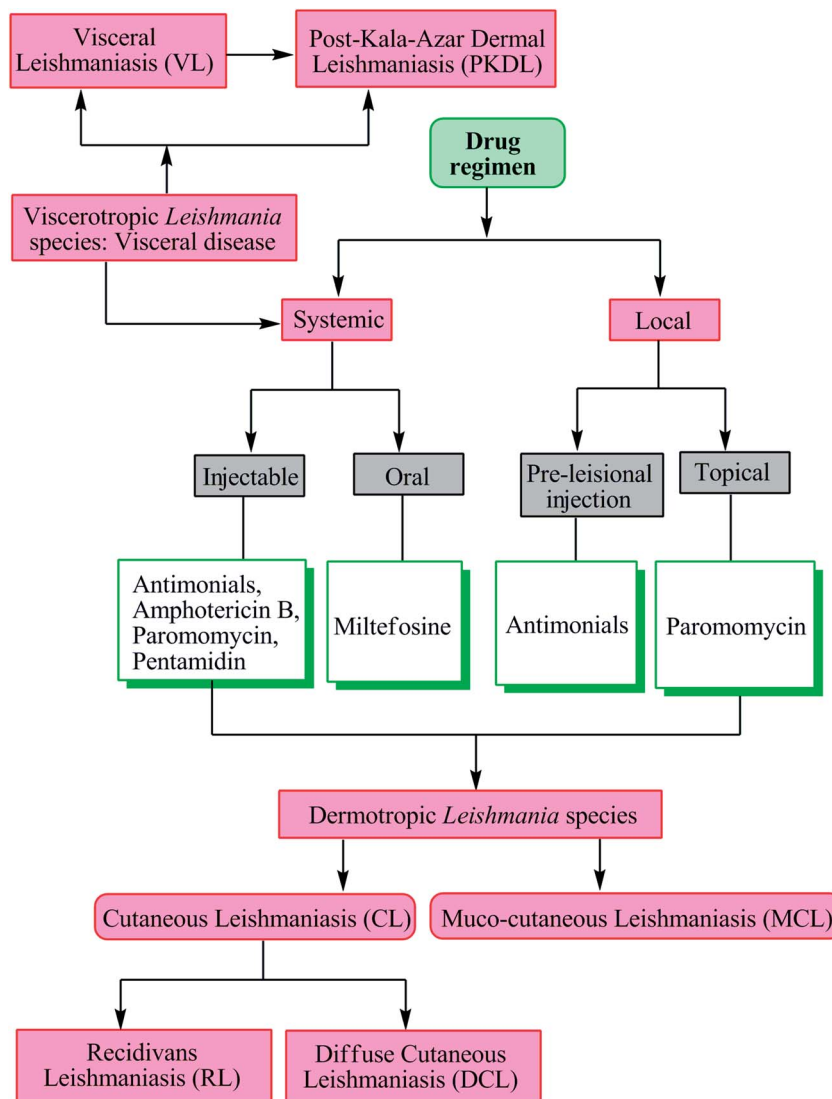 Visceral
Leishmaniasis (VL)
Post-Kala-Azar Dermal
Leishmaniasis (PKDL)
Drug
regimen
Viscerotropic Leishmania
species: Visceral disease
Systemic
Local
Injectable
Oral
Pre-leisional
injection
Topical
Antimonials,
Amphotericin B,
Paromomycin,
Pentamidin
Miltefosine
Antimonials
Paromomycin
Dermotropic Leishmania species
Cutaneous Leishmaniasis (CL)
Muco-cutaneous Leishmaniasis (MCL)
Recidivans
Leishmaniasis (RL)
Diffuse Cutaneous
Leishmaniasis (DCL)